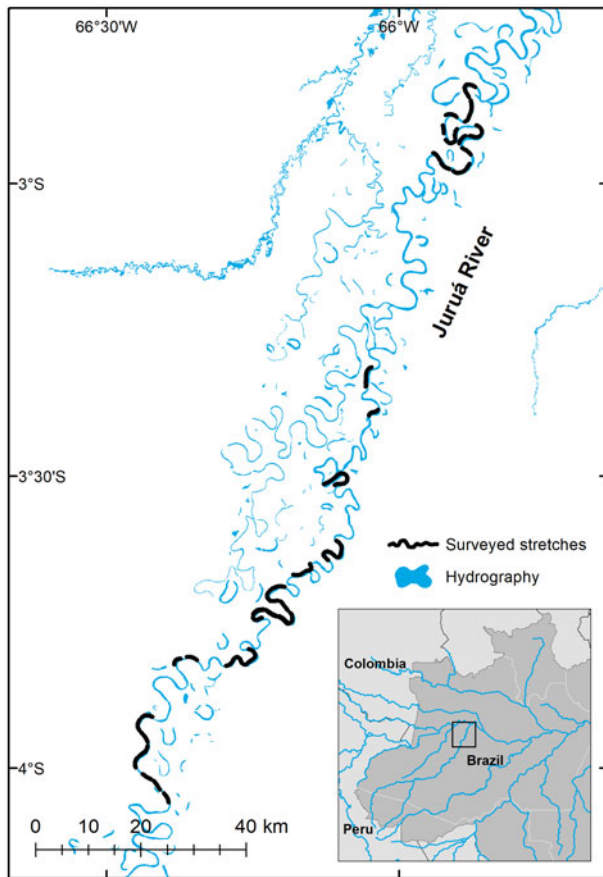 66°30'W
66°W
3°S
Juruá River
3°30'S
Surveyed stretches
Hydrography
Colombia
Brazil
4°S
Peru
0 10 20 40 km